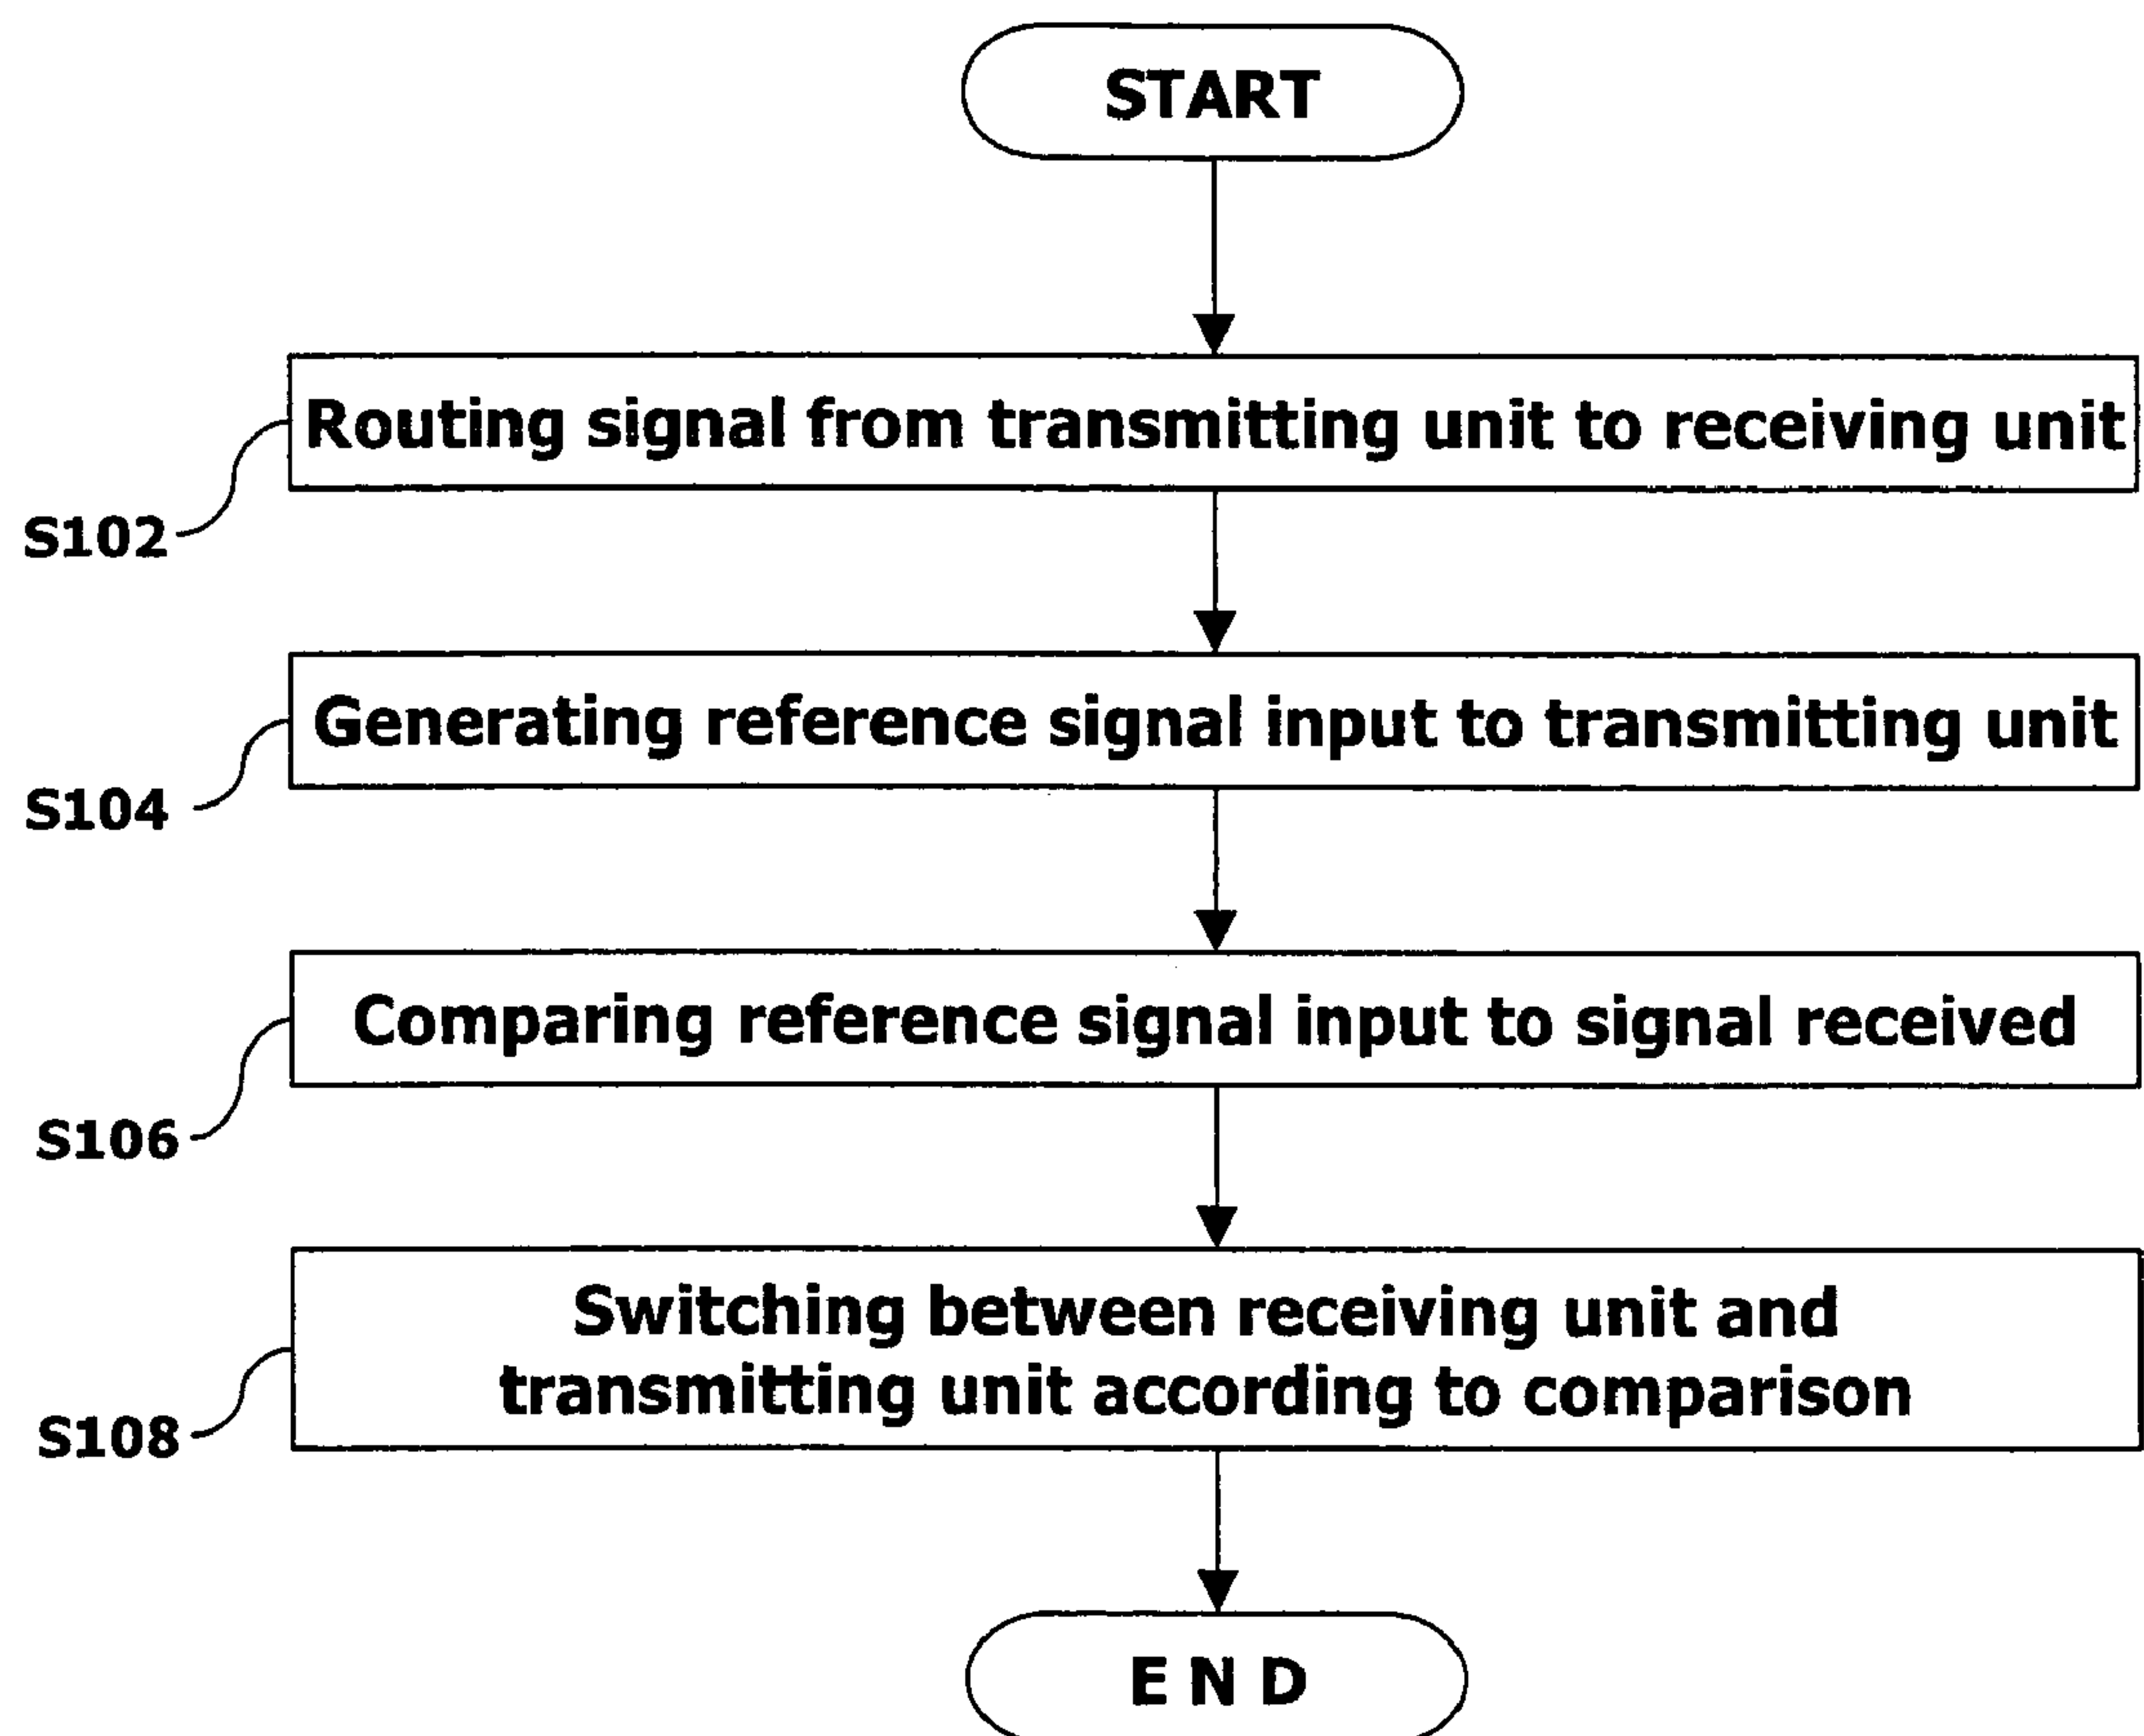 START
Routing signal from transmitting unit to receiving unit
S102
Generating reference signal input to transmitting unit
S104
Comparing reference signal input to signal received
S106
Switching between receiving unit and
transmitting unit according to comparison
S108
E N D